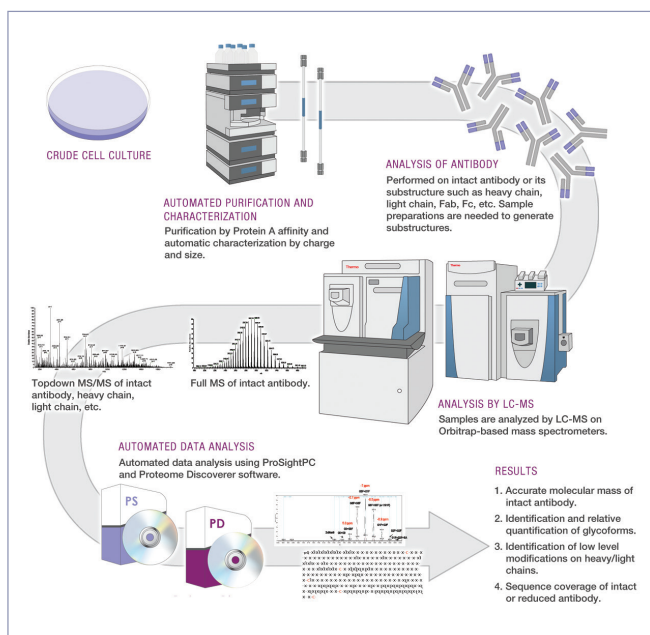 CRUDE CELL CULTURE
AUTOMATED PURIFICATION AND
CHARACTERIZATION
Purification by Protein A affinity and
automatic characterization by charge
and size.
ANALYSIS OF ANTIBODY
Performed on intact antibody or its
substructure such as heavy chain,
light chain, Fab, Fc, etc. Sample
preparations are needed to generate
substructures.
Thermo
Thermo
ANALYSIS BY LC-MS
Samples are analyzed by LC-MS on
Orbitrap-based mass spectrometers.
Full MS of intact antibody.
Topdown MS/MS of intact
antibody, heavy chain,
light chain, etc.
AUTOMATED DATA ANALYSIS
Automated data analysis using ProSightPC
and Proteome Discoverer software.
PS
PD
RESULTS
1. Accurate molecular mass of
intact antibody.
2. Identification and relative
quantification of glycoforms.
3. Identification of low level
modifications on heavy/light
chains.
4. Sequence coverage of intact
or reduced antibody.